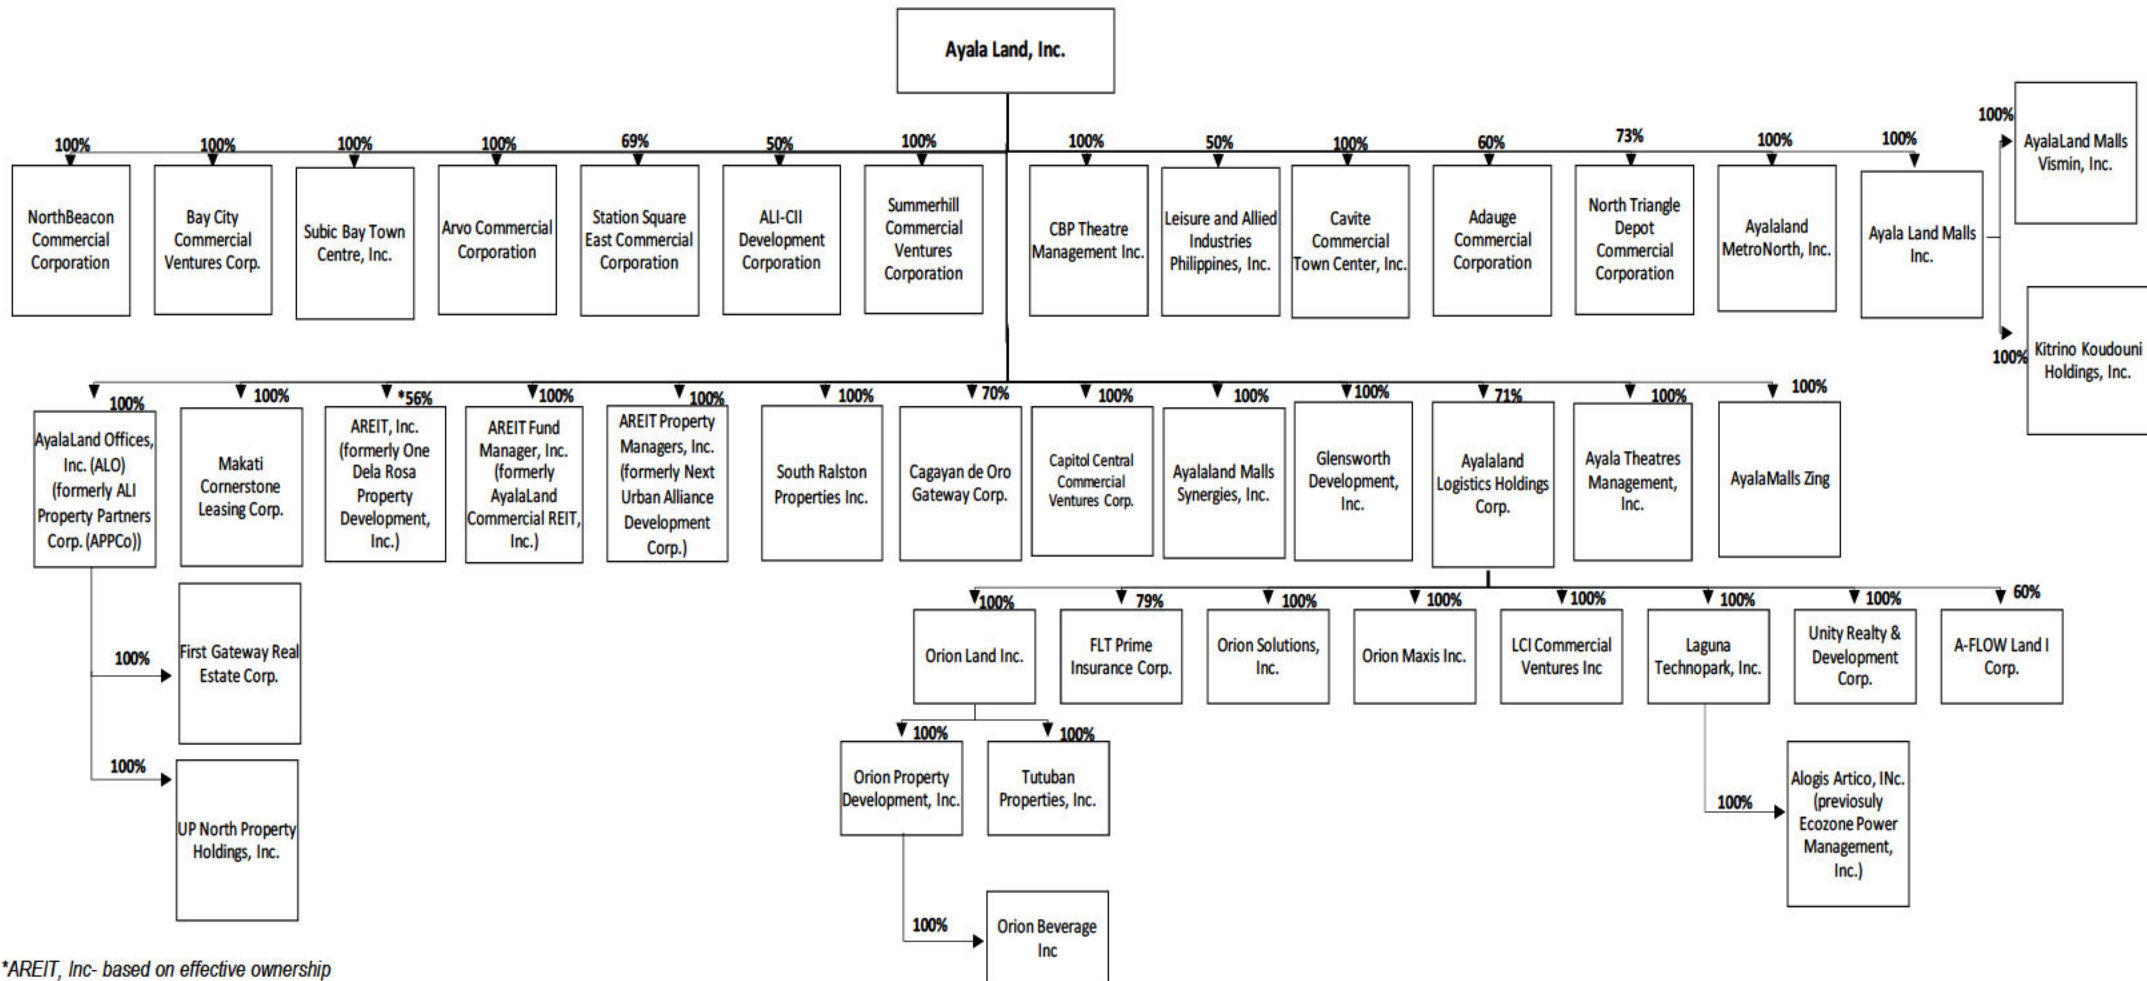 Ayala Land, Inc.
100%
100%
100%
100%
69%
50%
100%
100%
50%
100%
60%
73%
100%
100%
NorthBeacon
Commercial
Corporation
Bay City
Commercial
Ventures Corp.
Subic Bay Town
Centre, Inc.
Arvo Commercial
Corporation
Station Square
East Commercial
Corporation
ALI-CII
Development
Corporation
Summerhill
Commercial
Ventures
Corporation
CBP Theatre
Management Inc.
Leisure and Allied
Industries
Philippines, Inc.
Cavite
Commercial
Town Center, Inc.
Adauge
Commercial
Corporation
North Triangle
Depot
Commercial
Corporation
Ayalaland
MetroNorth, Inc.
Ayala Land Malls
Inc.
100%
AyalaLand Malls
Vismin, Inc.
100%
Kitrino Koudouni
Holdings, Inc.
100%
100%
*56%
100%
100%
100%
70%
100%
100%
100%
71%
100%
100%
AyalaLand Offices,
Inc. (ALO)
(formerly ALI
Property Partners
Corp. (APPCo))
Makati
Cornerstone
Leasing Corp.
AREIT, Inc.
(formerly One
Dela Rosa
Property
Development,
Inc.)
AREIT Fund
Manager, Inc.
(formerly
AyalaLand
Commercial REIT,
Inc.)
AREIT Property
Managers, Inc.
(formerly Next
Urban Alliance
Development
Corp.)
South Ralston
Properties Inc.
Cagayan de Oro
Gateway Corp.
Capitol Central
Commercial
Ventures Corp.
Ayalaland Malls
Synergies, Inc.
Glensworth
Development,
Inc.
Ayalaland
Logistics Holdings
Corp.
Ayala Theatres
Management,
Inc.
AyalaMalls Zing
100%
First Gateway Real
Estate Corp.
100%
UP North Property
Holdings, Inc.
100%
79%
100%
100%
100%
100%
100%
60%
Orion Land Inc.
FLT Prime
Insurance Corp.
Orion Solutions,
Inc.
Orion Maxis Inc.
LCI Commercial
Ventures Inc
Laguna
Technopark, Inc.
Unity Realty &
Development
Corp.
A-FLOW Land I
Corp.
100%
100%
Orion Property
Development, Inc.
Tutuban
Properties, Inc.
100%
Alogis Artico, INc.
(previosuly
Ecozone Power
Management,
Inc.)
100%
Orion Beverage
Inc
*AREIT, Inc- based on effective ownership